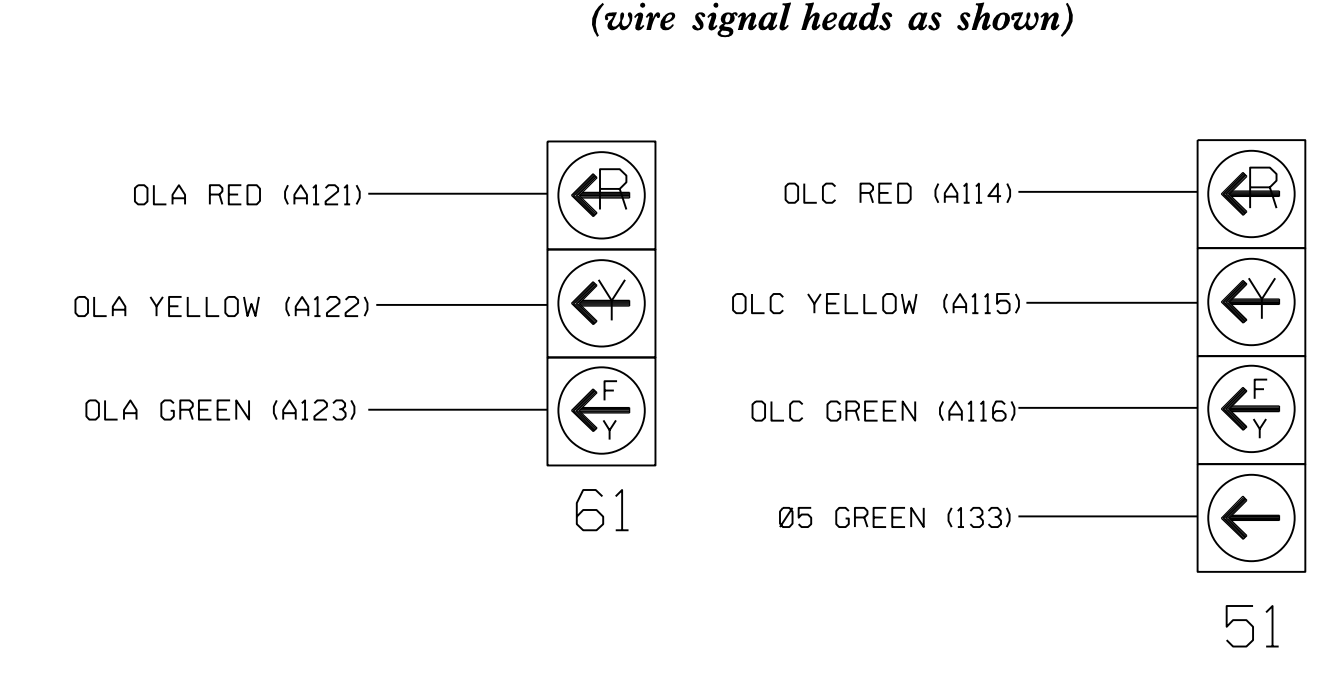 (wire signal heads as shown)
OLA RED (A121)
R
OLA YELLOW (A122)
Y
OLA GREEN (A123)
F
Y
61
OLC RED (A114)
R
OLC YELLOW (A115)
Y
OLC GREEN (A116)
F
Y
Ø5 GREEN (133)
51